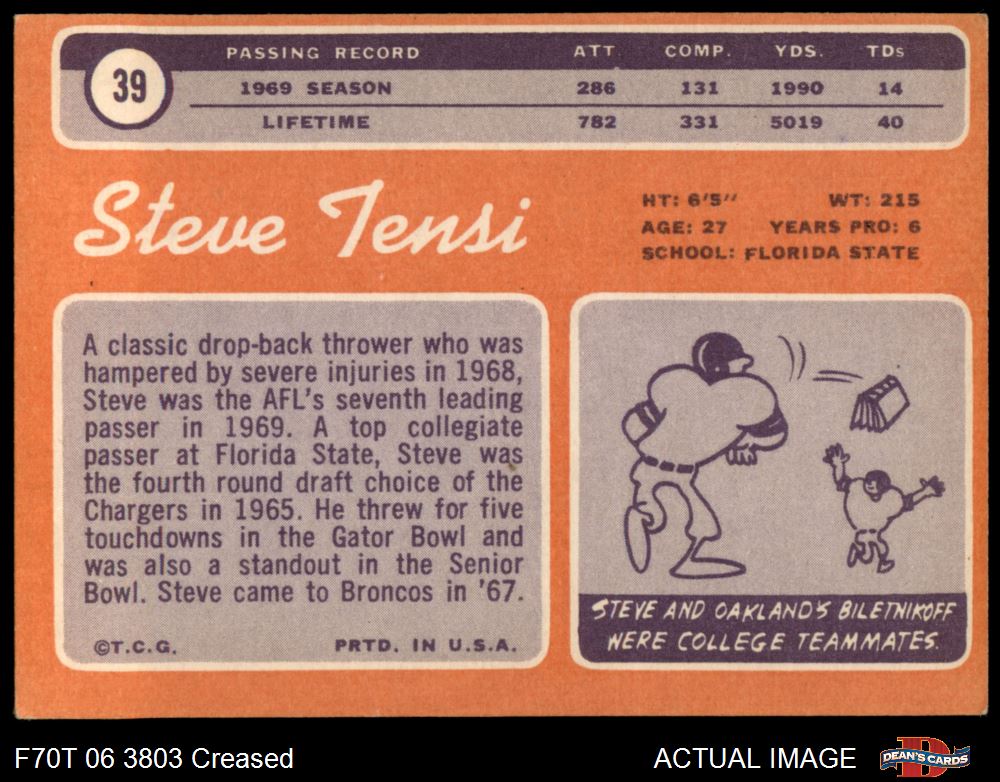 39
PASSING RECORD ATT. COMP. YDS. TDs
1969 SEASON 286 131 1990 14
LIFETIME 782 331 5019 40
Steve Tensi
HT: 6'5" WT: 215
AGE: 27 YEARS PRO: 6
SCHOOL: FLORIDA STATE
A classic drop-back thrower who was
hampered by severe injuries in 1968,
Steve was the AFL's seventh leading
passer in 1969. A top collegiate
passer at Florida State, Steve was
the fourth round draft choice of the
Chargers in 1965. He threw for five
touchdowns in the Gator Bowl and
was also a standout in the Senior
Bowl. Steve came to Broncos in '67.
©T.C.G. PRTD. IN U.S.A.
STEVE AND OAKLAND'S BILETNIKOFF
WERE COLLEGE TEAMMATES.
F70T 06 3803 Creased
ACTUAL IMAGE
DEAN'S CARDS